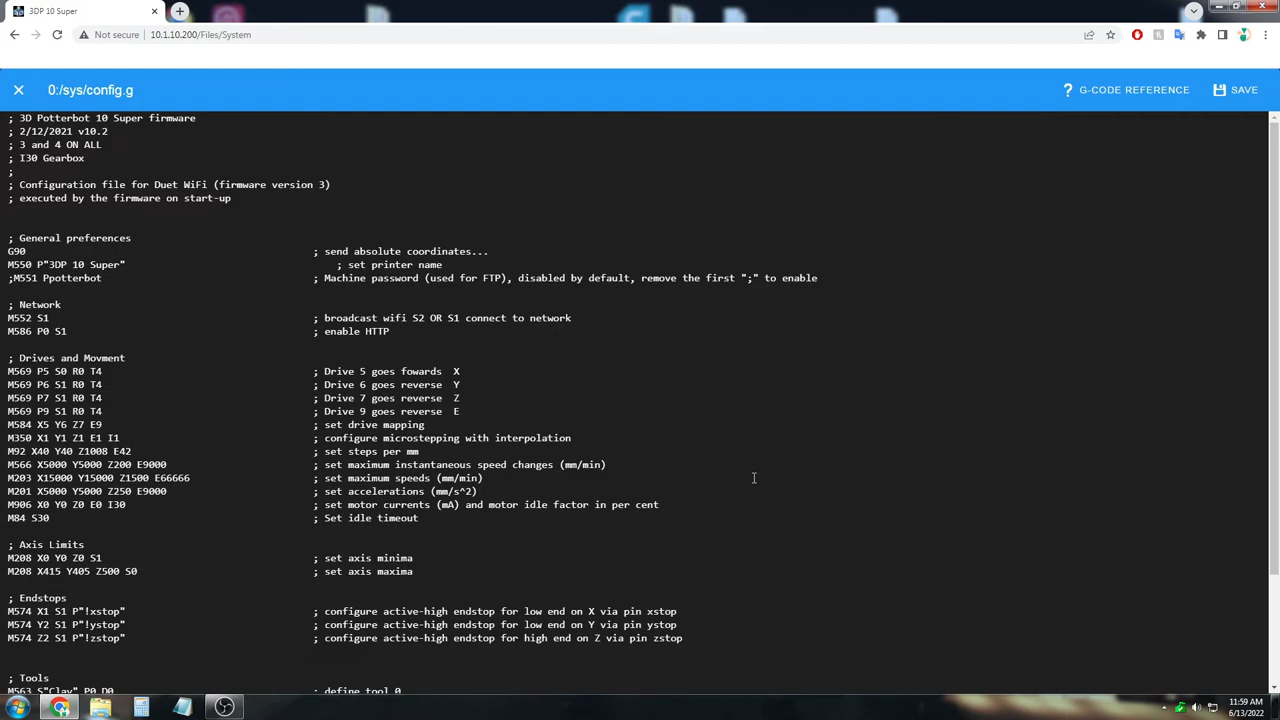 3DP 10 Super
Not secure
10.1.10.200/Files/System
0:/sys/config.g
? G-CODE REFERENCE
SAVE
; 3D Potterbot 10 Super firmware
; 2/12/2021 v10.2
; 3 and 4 ON ALL
; I30 Gearbox
;
; Configuration file for Duet WiFi (firmware version 3)
; executed by the firmware on start-up
; General preferences
G90 ; send absolute coordinates...
M550 P"3DP 10 Super" ; set printer name
;M551 Ppotterbot ; Machine password (used for FTP), disabled by default, remove the first ";" to enable
; Network
M552 S1 ; broadcast wifi S2 OR S1 connect to network
M586 P0 S1 ; enable HTTP
; Drives and Movment
M569 P5 S0 R0 T4 ; Drive 5 goes fowards X
M569 P6 S1 R0 T4 ; Drive 6 goes reverse Y
M569 P7 S1 R0 T4 ; Drive 7 goes reverse Z
M569 P9 S1 R0 T4 ; Drive 9 goes reverse E
M584 X5 Y6 Z7 E9 ; set drive mapping
M350 X1 Y1 Z1 E1 I1 ; configure microstepping with interpolation
M92 X40 Y40 Z1008 E42 ; set steps per mm
M566 X5000 Y5000 Z200 E9000 ; set maximum instantaneous speed changes (mm/min)
M203 X15000 Y15000 Z1500 E66666 ; set maximum speeds (mm/min)
M201 X5000 Y5000 Z250 E9000 ; set accelerations (mm/s^2)
M906 X0 Y0 Z0 E0 I30 ; set motor currents (mA) and motor idle factor in per cent
M84 S30 ; Set idle timeout
; Axis Limits
M208 X0 Y0 Z0 S1 ; set axis minima
M208 X415 Y405 Z500 S0 ; set axis maxima
; Endstops
M574 X1 S1 P"!xstop" ; configure active-high endstop for low end on X via pin xstop
M574 Y2 S1 P"!ystop" ; configure active-high endstop for low end on Y via pin ystop
M574 Z2 S1 P"!zstop" ; configure active-high endstop for high end on Z via pin zstop
; Tools
M563 S"Clay" P0 D0 ; define tool 0
11:59 AM
6/13/2022